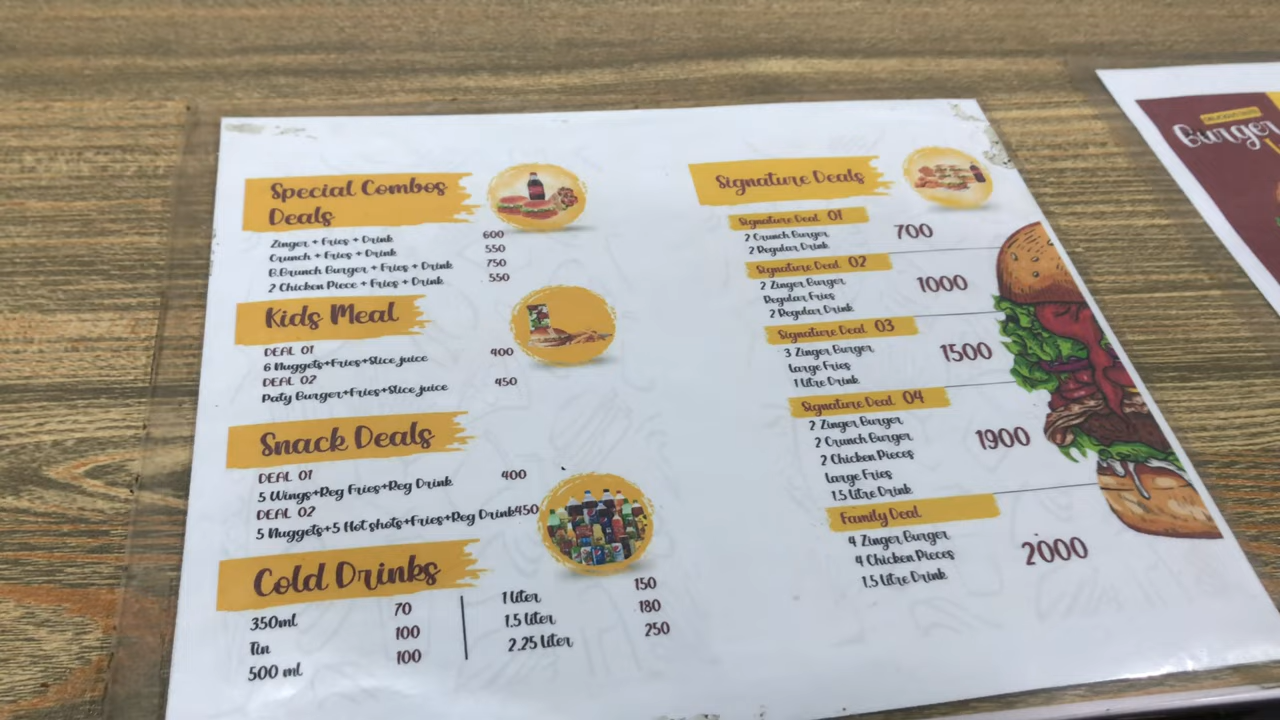 Special Combos
Deals
Zinger + Fries + Drink 600
Crunch + Fries + Drink 550
B.Brunch Burger + Fries + Drink 750
2 Chicken Piece + Fries + Drink 550
Kids Meal
DEAL 01
6 Nuggets+Fries+Slice juice 400
DEAL 02
Paty Burger+Fries+Slice juice 450
Snack Deals
DEAL 01
5 Wings+Reg Fries+Reg Drink 400
DEAL 02
5 Nuggets+5 Hot shots+Fries+Reg Drink450
Cold Drinks
350ml 70
Tin 100
500 ml 100
1 liter 150
1.5 liter 180
2.25 liter 250
Signature Deals
Signature Deal 01
2 Crunch Burger
2 Regular Drink
700
Signature Deal 02
2 Zinger Burger
Regular Fries
2 Regular Drink
1000
Signature Deal 03
3 Zinger Burger
Large Fries
1 Litre Drink
1500
Signature Deal 04
2 Zinger Burger
2 Crunch Burger
2 Chicken Pieces
Large Fries
1.5 Litre Drink
1900
Family Deal
4 Zinger Burger
4 Chicken Pieces
1.5 Litre Drink
2000
Burger